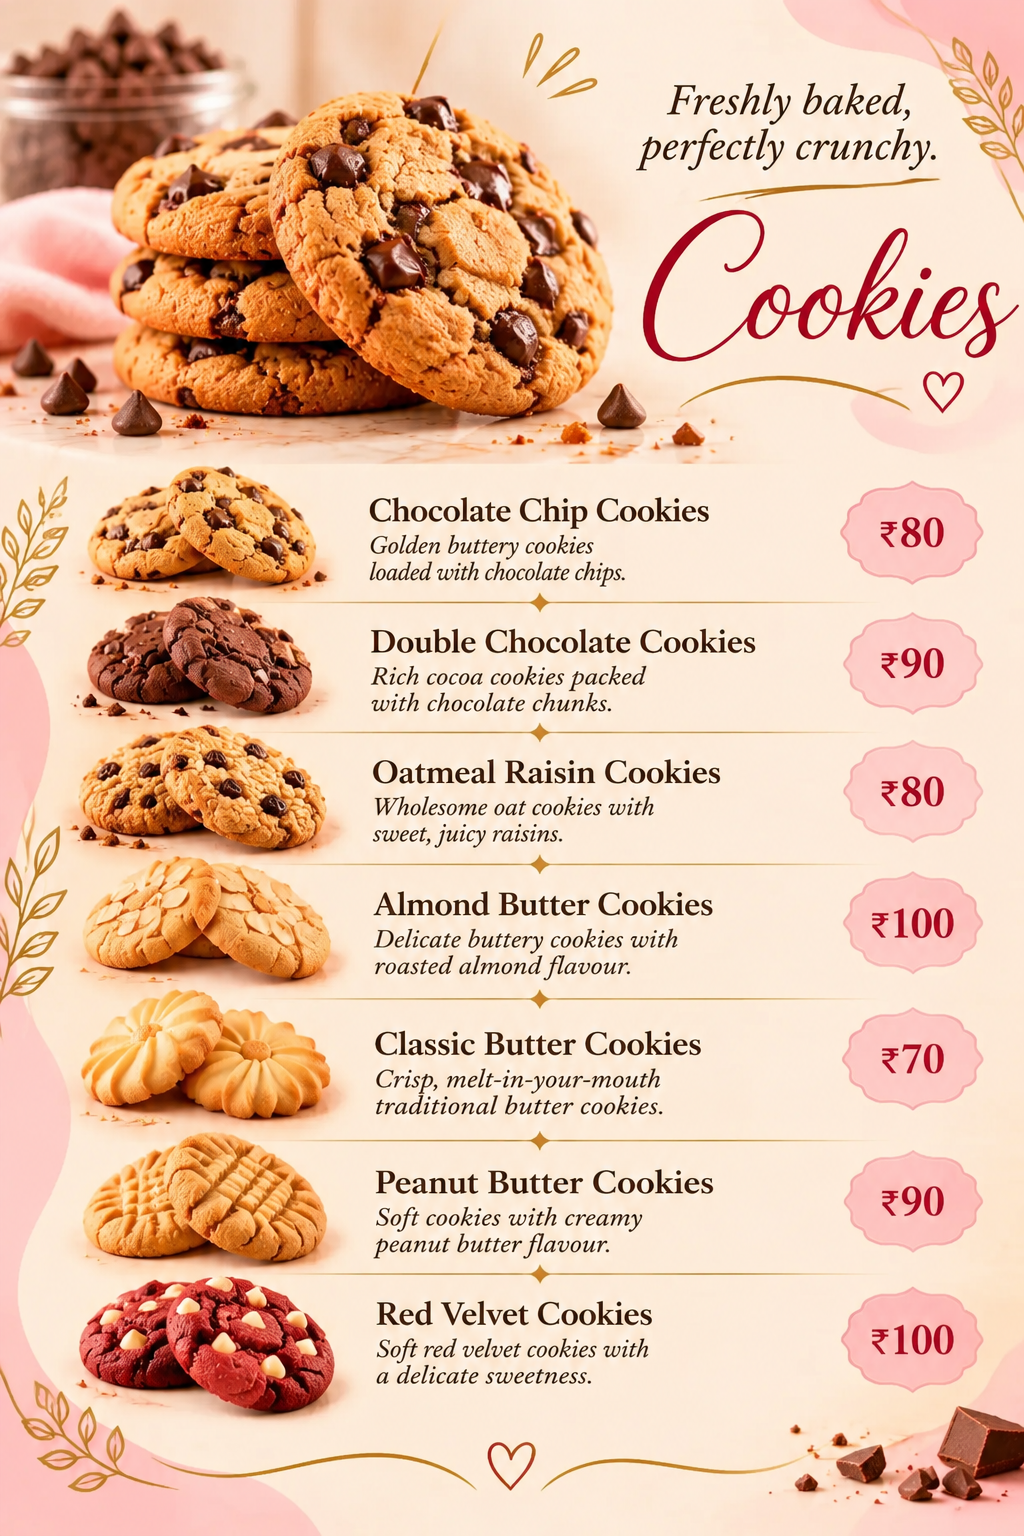 Freshly baked,
perfectly crunchy.
Cookies
Chocolate Chip Cookies
Golden buttery cookies
loaded with chocolate chips.
₹80
Double Chocolate Cookies
Rich cocoa cookies packed
with chocolate chunks.
₹90
Oatmeal Raisin Cookies
Wholesome oat cookies with
sweet, juicy raisins.
₹80
Almond Butter Cookies
Delicate buttery cookies with
roasted almond flavour.
₹100
Classic Butter Cookies
Crisp, melt-in-your-mouth
traditional butter cookies.
₹70
Peanut Butter Cookies
Soft cookies with creamy
peanut butter flavour.
₹90
Red Velvet Cookies
Soft red velvet cookies with
a delicate sweetness.
₹100